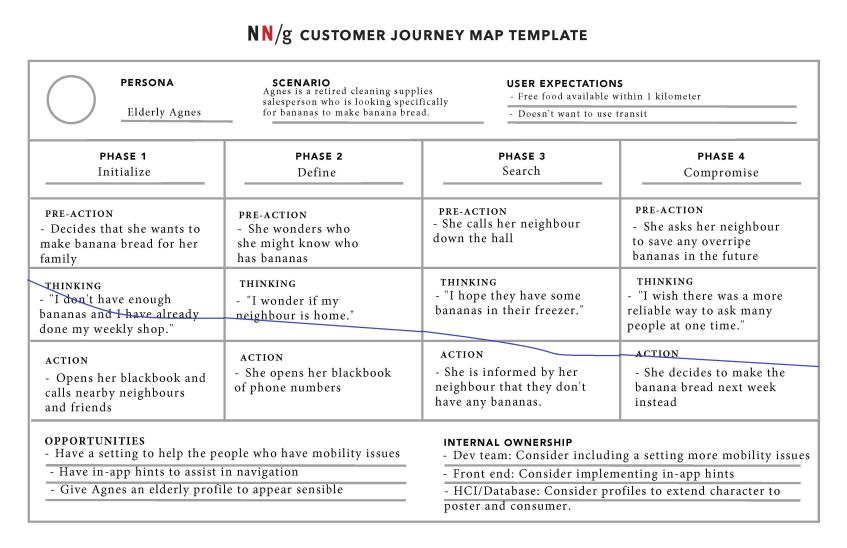 NN/g CUSTOMER JOURNEY MAP TEMPLATE
PERSONA
Elderly Agnes
SCENARIO
Agnes is a retired cleaning supplies
salesperson who is looking specifically
for bananas to make banana bread.
USER EXPECTATIONS
- Free food available within 1 kilometer
- Doesn't want to use transit
PHASE 1
Initialize
PHASE 2
Define
PHASE 3
Search
PHASE 4
Compromise
PRE-ACTION
- Decides that she wants to
make banana bread for her
family
PRE-ACTION
- She wonders who
she might know who
has bananas
PRE-ACTION
- She calls her neighbour
down the hall
PRE-ACTION
- She asks her neighbour
to save any overripe
bananas in the future
THINKING
- "I don't have enough
bananas and I have already
done my weekly shop."
THINKING
- "I wonder if my
neighbour is home."
THINKING
- "I hope they have some
bananas in their freezer."
THINKING
- "I wish there was a more
reliable way to ask many
people at one time."
ACTION
- Opens her blackbook and
calls nearby neighbours
and friends
ACTION
- She opens her blackbook
of phone numbers
ACTION
- She is informed by her
neighbour that they don't
have any bananas.
ACTION
- She decides to make the
banana bread next week
instead
OPPORTUNITIES
- Have a setting to help the people who have mobility issues
- Have in-app hints to assist in navigation
- Give Agnes an elderly profile to appear sensible
INTERNAL OWNERSHIP
- Dev team: Consider including a setting more mobility issues
- Front end: Consider implementing in-app hints
- HCI/Database: Consider profiles to extend character to
poster and consumer.